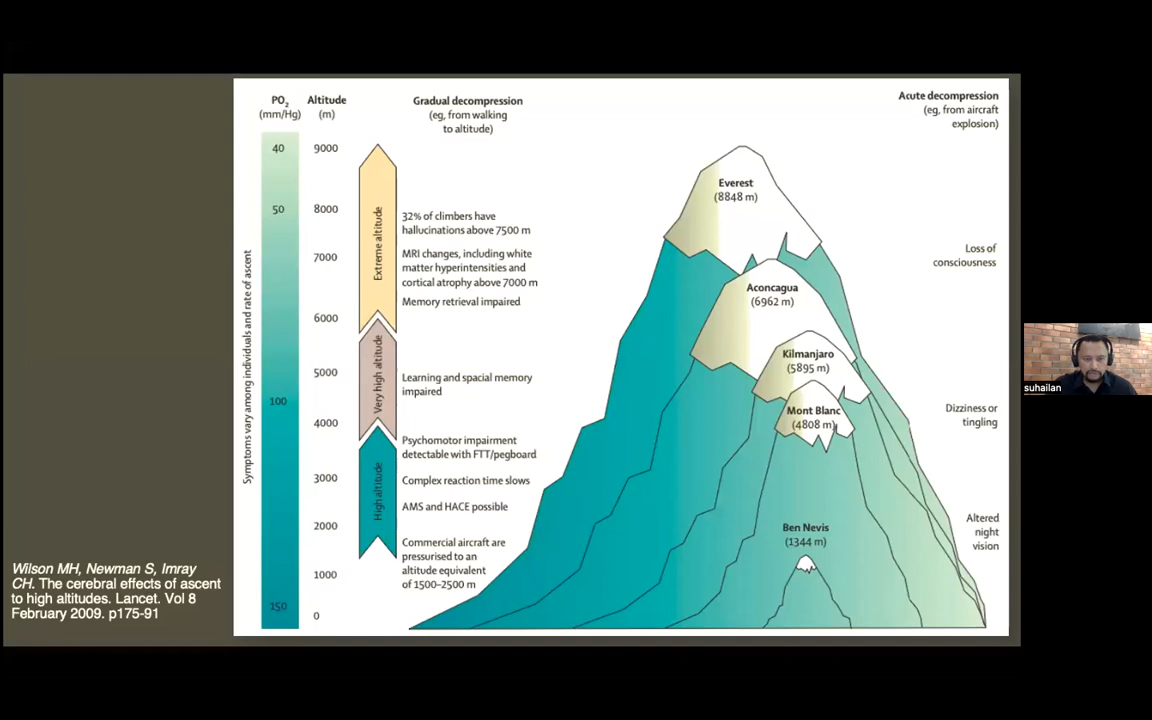 PO2
(mm/Hg)
Altitude
(m)
Gradual decompression
(eg, from walking
to altitude)
Acute decompression
(eg, from aircraft
explosion)
Symptoms vary among individuals and rate of ascent
40
50
100
150
9000
8000
7000
6000
5000
4000
3000
2000
1000
0
Extreme altitude
Very high altitude
High altitude
32% of climbers have
hallucinations above 7500 m
MRI changes, including white
matter hyperintensities and
cortical atrophy above 7000 m
Memory retrieval impaired
Learning and spacial memory
impaired
Psychomotor impairment
detectable with FTT/pegboard
Complex reaction time slows
AMS and HACE possible
Commercial aircraft are
pressurised to an
altitude equivalent
of 1500–2500 m
Everest
(8848 m)
Aconcagua
(6962 m)
Kilmanjaro
(5895 m)
Mont Blanc
(4808 m)
Ben Nevis
(1344 m)
Loss of
consciousness
Dizziness or
tingling
Altered
night
vision
Wilson MH, Newman S, Imray
CH. The cerebral effects of ascent
to high altitudes. Lancet. Vol 8
February 2009. p175-91
suhailan